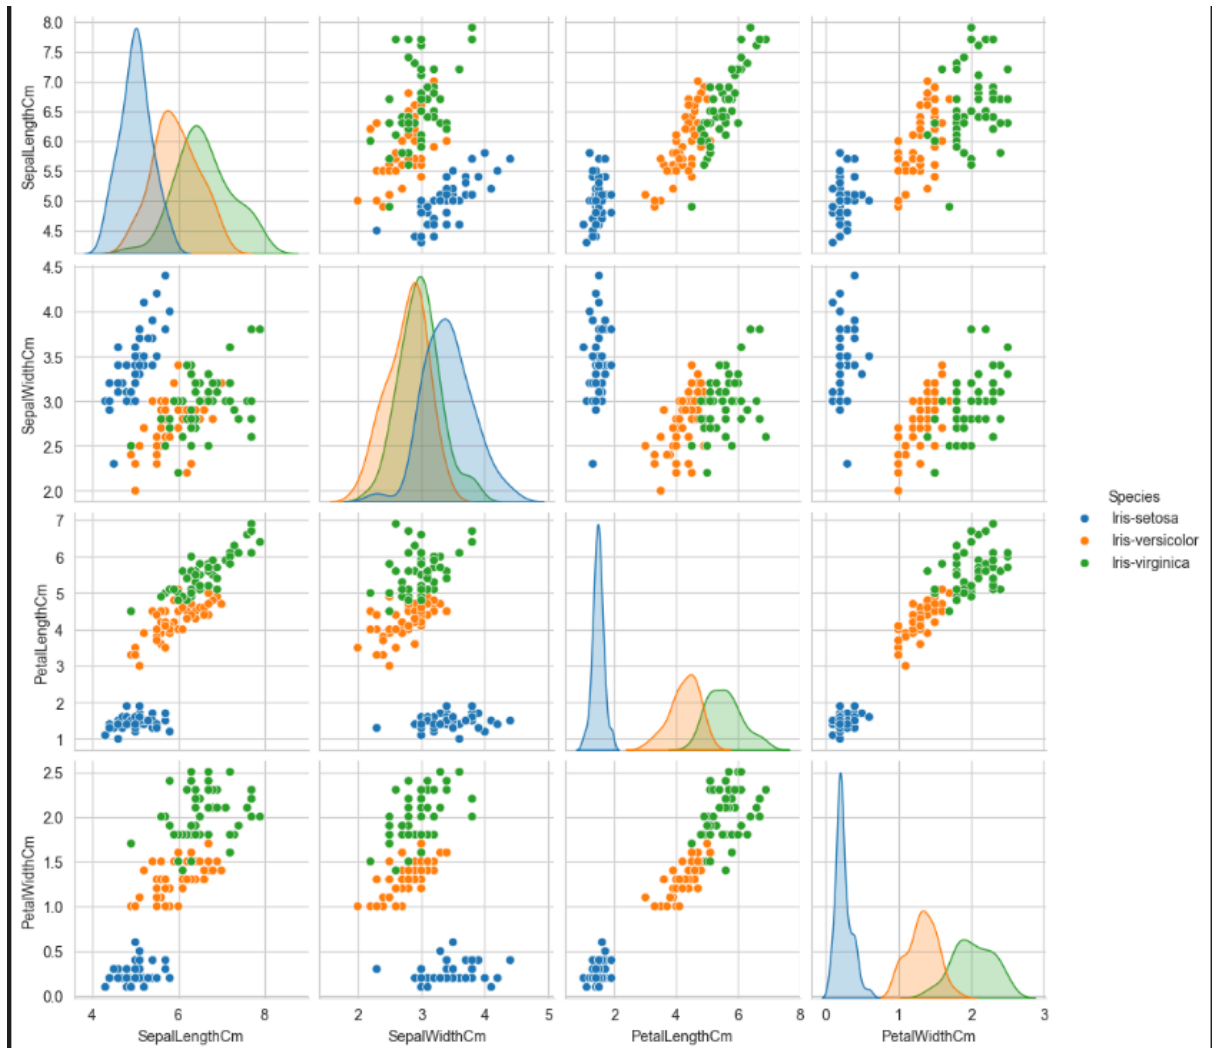 SepalLengthCm
8.0
7.5
7.0
6.5
6.0
5.5
5.0
4.5
SepalWidthCm
4.5
4.0
3.5
3.0
2.5
2.0
Species
Iris-setosa
Iris-versicolor
Iris-virginica
PetalLengthCm
7
6
5
4
3
2
1
PetalWidthCm
2.5
2.0
1.5
1.0
0.5
0.0
4 6 8
2 3 4 5
2 4 6 8
0 1 2 3
SepalLengthCm SepalWidthCm PetalLengthCm PetalWidthCm